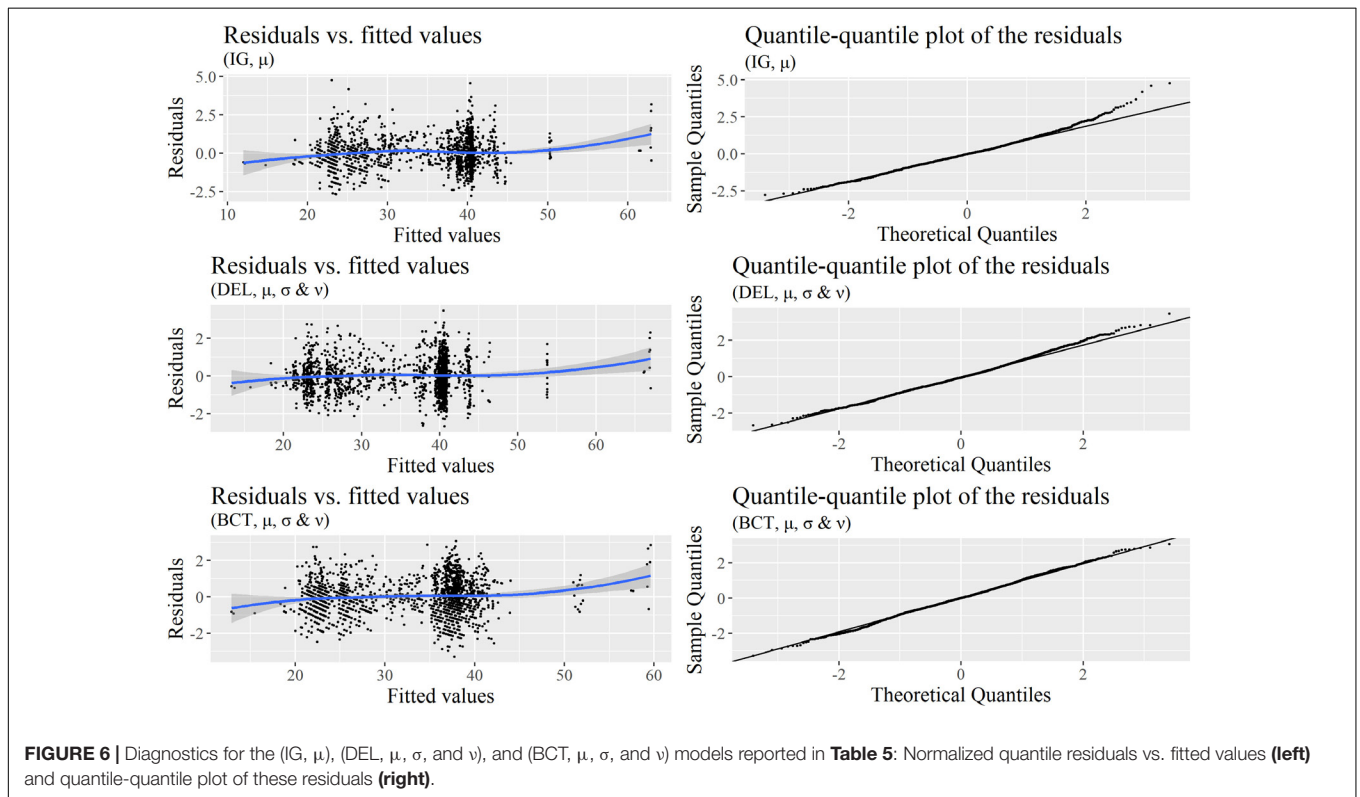 Residuals vs. fitted values
(IG, μ)
Residuals
5.0
2.5
0.0
-2.5
10 20 30 40 50 60
Fitted values
Quantile-quantile plot of the residuals
(IG, μ)
Sample Quantiles
5.0
2.5
0.0
-2.5
-2 0 2
Theoretical Quantiles
Residuals vs. fitted values
(DEL, μ, σ & ν)
Residuals
2
0
-2
20 30 40 50 60
Fitted values
Quantile-quantile plot of the residuals
(DEL, μ, σ & ν)
Sample Quantiles
2
0
-2
-2 0 2
Theoretical Quantiles
Residuals vs. fitted values
(BCT, μ, σ & ν)
Residuals
2
0
-2
20 30 40 50 60
Fitted values
Quantile-quantile plot of the residuals
(BCT, μ, σ & ν)
Sample Quantiles
2
0
-2
-2 0 2
Theoretical Quantiles
FIGURE 6 | Diagnostics for the (IG, μ), (DEL, μ, σ, and ν), and (BCT, μ, σ, and ν) models reported in Table 5: Normalized quantile residuals vs. fitted values (left)
and quantile-quantile plot of these residuals (right).